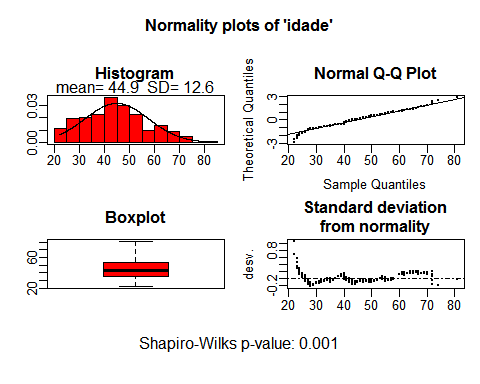 Normality plots of 'idade'
Histogram
mean= 44.9 SD= 12.6
0.00 0.03
20 30 40 50 60 70 80
Normal Q-Q Plot
Theoretical Quantiles
-3 0 3
20 30 40 50 60 70 80
Sample Quantiles
Boxplot
20 60
Standard deviation
from normality
desv.
-0.2 0.8
20 30 40 50 60 70 80
Shapiro-Wilks p-value: 0.001